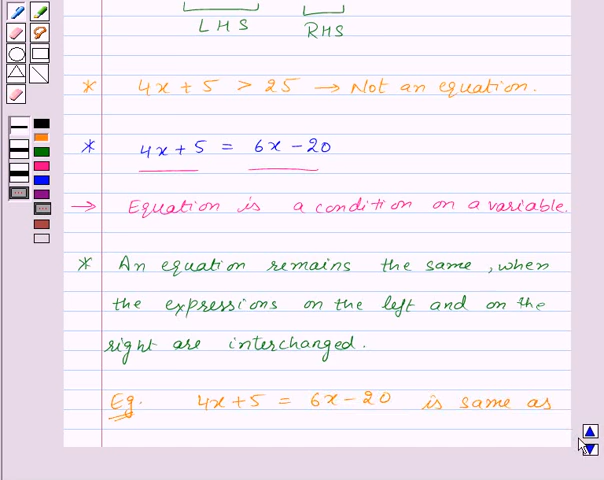 LHS RHS
* 4x + 5 > 25 → Not an equation.
* 4x + 5 = 6x - 20
→ Equation is a condition on a variable.
* An equation remains the same, when
the expressions on the left and on the
right are interchanged.
Eg. 4x + 5 = 6x - 20 is same as